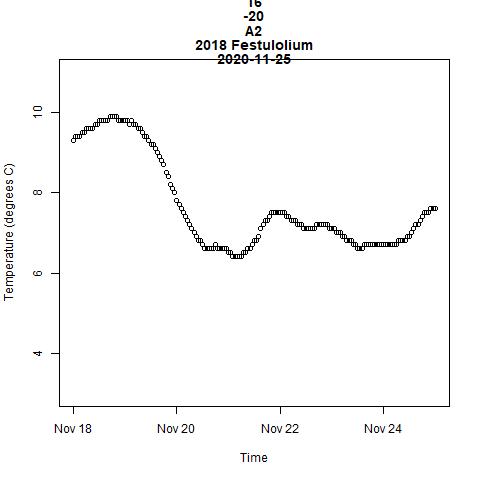 16
-20
A2
2018 Festulolium
2020-11-25
Temperature (degrees C)
10
8
6
4
Nov 18 Nov 20 Nov 22 Nov 24
Time